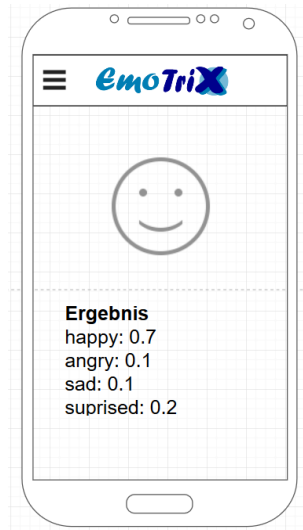 EmoTriX
Ergebnis
happy: 0.7
angry: 0.1
sad: 0.1
suprised: 0.2